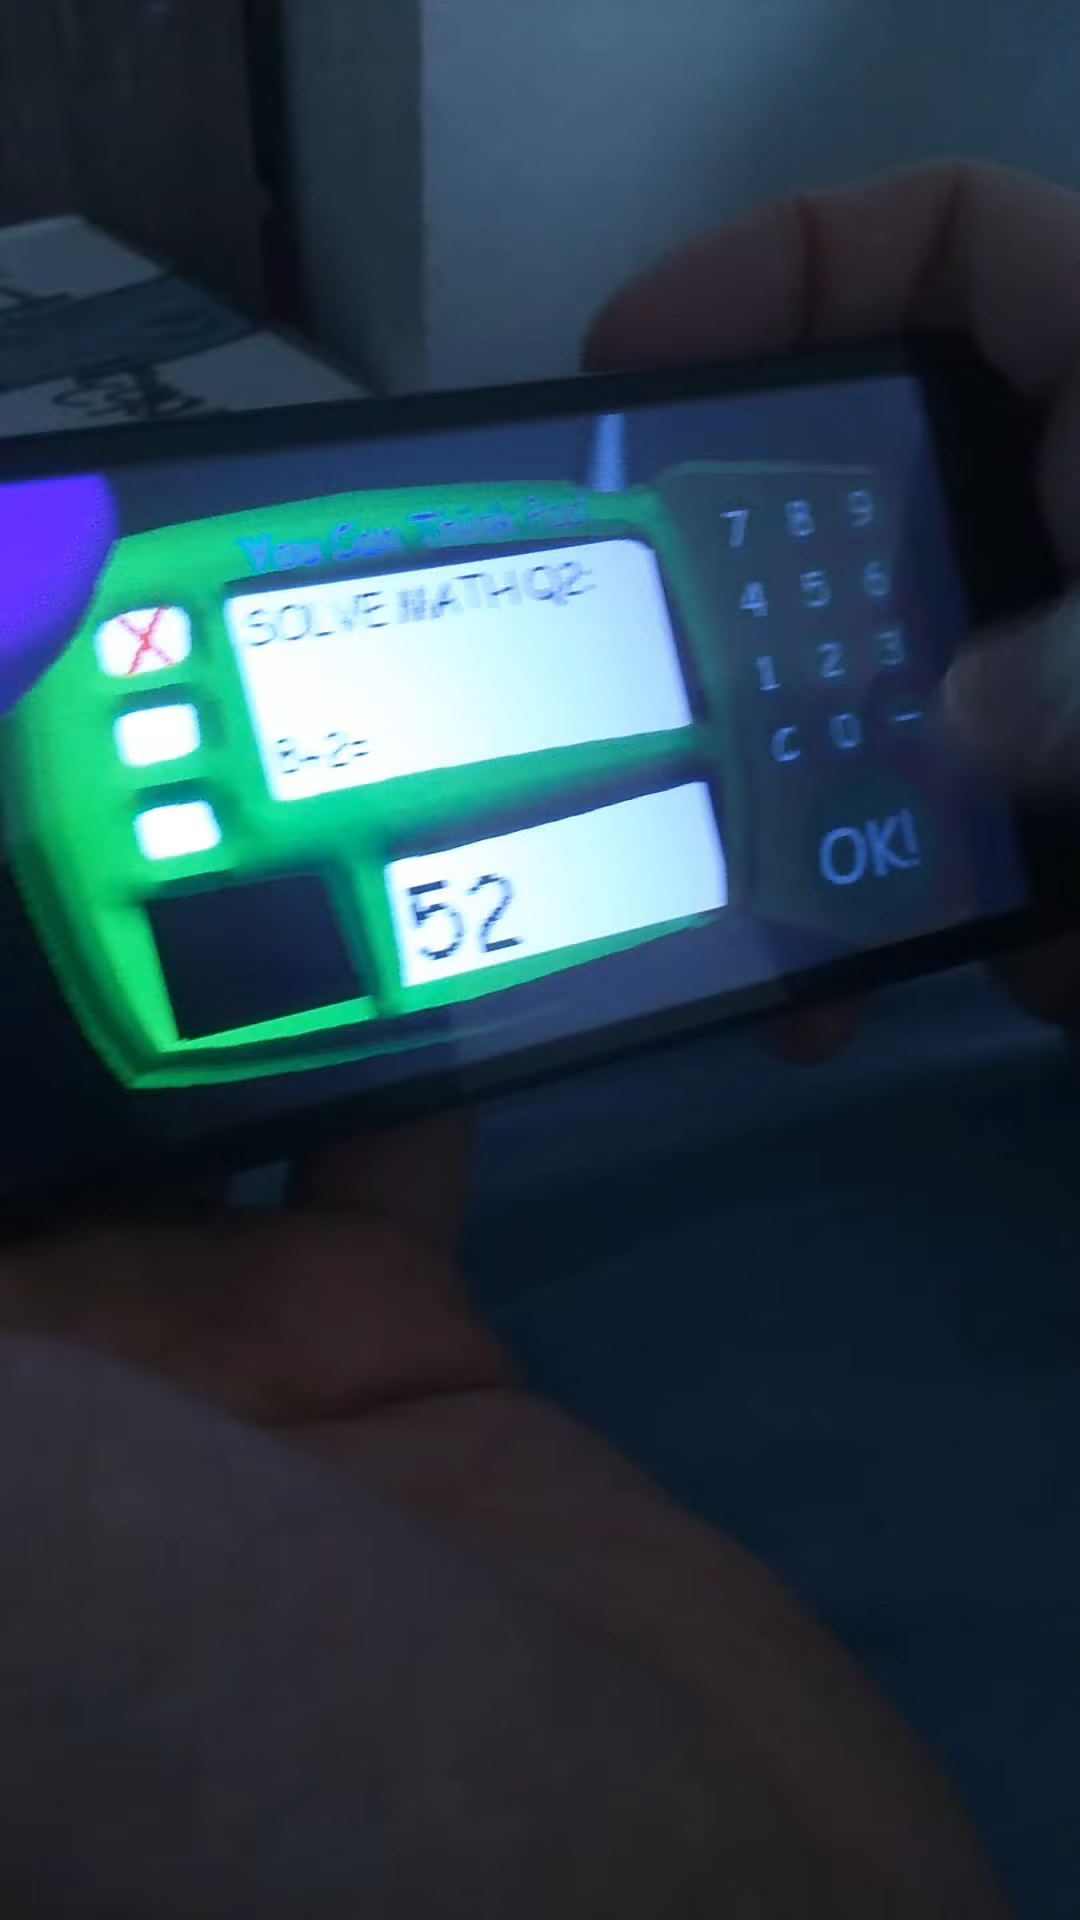 You Can Think Pad!
SOLVE MATH Q2:
8-2=
52
7 8 9
4 5 6
1 2 3
C 0 -
OK!